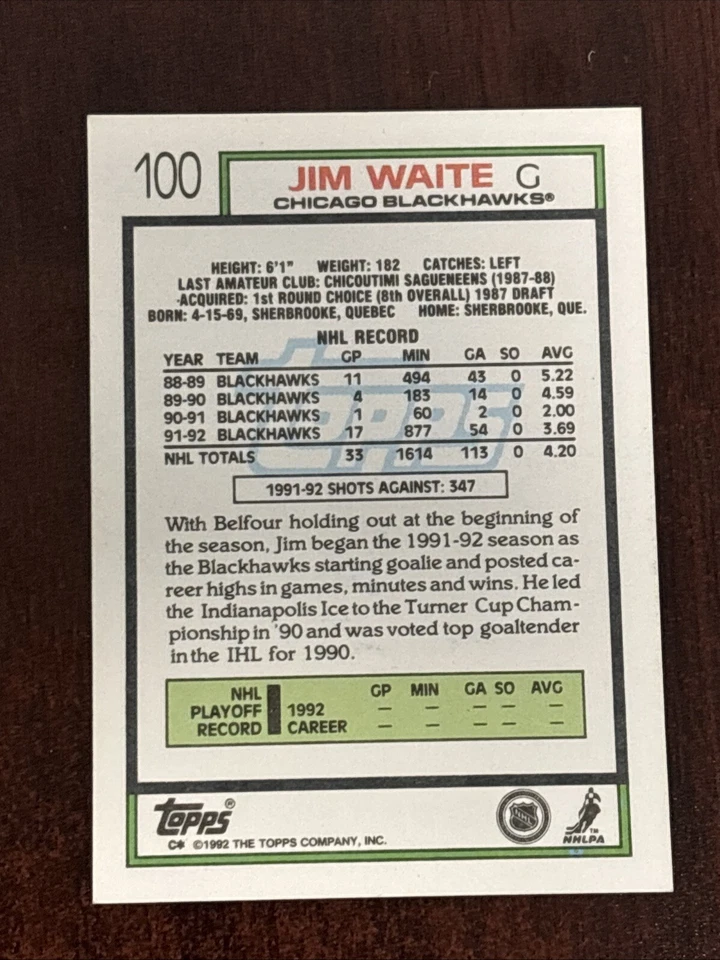 100 JIM WAITE G
CHICAGO BLACKHAWKS®
HEIGHT: 6'1" WEIGHT: 182 CATCHES: LEFT
LAST AMATEUR CLUB: CHICOUTIMI SAGUENEENS (1987-88)
ACQUIRED: 1st ROUND CHOICE (8th OVERALL) 1987 DRAFT
BORN: 4-15-69, SHERBROOKE, QUEBEC HOME: SHERBROOKE, QUE.
NHL RECORD
YEAR TEAM GP MIN GA SO AVG
88-89 BLACKHAWKS 11 494 43 0 5.22
89-90 BLACKHAWKS 4 183 14 0 4.59
90-91 BLACKHAWKS 1 60 2 0 2.00
91-92 BLACKHAWKS 17 877 54 0 3.69
NHL TOTALS 33 1614 113 0 4.20
topps
1991-92 SHOTS AGAINST: 347
With Belfour holding out at the beginning of
the season, Jim began the 1991-92 season as
the Blackhawks starting goalie and posted ca-
reer highs in games, minutes and wins. He led
the Indianapolis Ice to the Turner Cup Cham-
pionship in '90 and was voted top goaltender
in the IHL for 1990.
NHL GP MIN GA SO AVG
PLAYOFF 1992 – – – – –
RECORD CAREER – – – – –
topps®
C* ©1992 THE TOPPS COMPANY, INC.
NHL
™
NHLPA